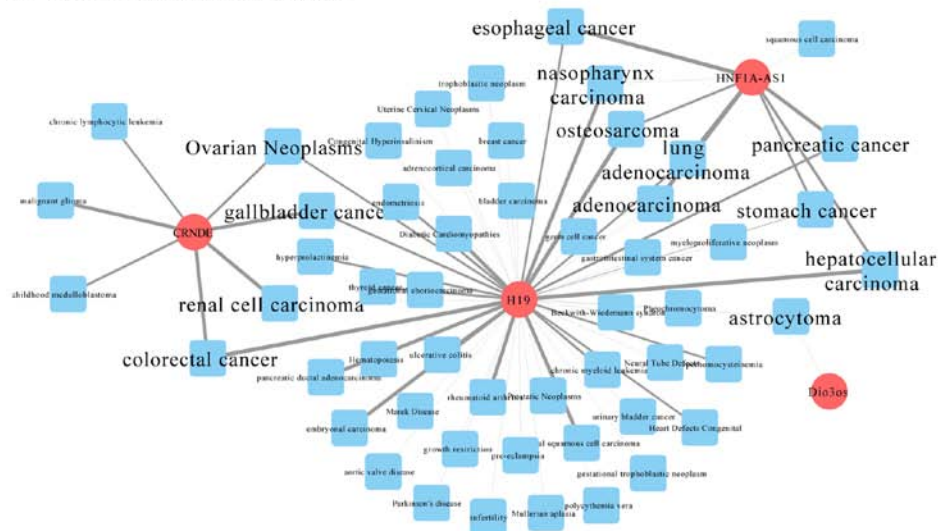 esophageal cancer
squamous cell carcinoma
nasopharynx
carcinoma
HNF1A-AS1
trophoblastic neoplasm
Uterine Cervical Neoplasms
chronic lymphocytic leukemia
Congenital Hyperinsulinism
breast cancer
osteosarcoma
Ovarian Neoplasms
lung
adenocarcinoma
pancreatic cancer
adrenocortical carcinoma
malignant glioma
gallbladder cance
endometriosis
bladder carcinoma
adenocarcinoma
stomach cancer
CRNDE
Diabetic Cardiomyopathies
germ cell cancer
myeloproliferative neoplasm
gastrointestinal system cancer
hyperprolactinemia
hepatocellular
carcinoma
childhood medulloblastoma
thyroid cancer
renal cell carcinoma
H19
Beckwith-Wiedemann syndrom
Pheochromocytoma
astrocytoma
colorectal cancer
Hematopoiesis
ulcerative colitis
chronic myeloid leukemia
Neural Tube Defects
pancreatic ductal adenocarcinoma
rheumatoid arthritis
Prostatic Neoplasms
Dio3os
Marek Disease
urinary bladder cancer
embryonal carcinoma
Heart Defects Congenital
growth restriction
pre-eclampsia
al squamous cell carcinoma
aortic valve disease
gestational trophoblastic neoplasm
Parkinson's disease
infertility
Mullerian aplasia
polycythemia vera